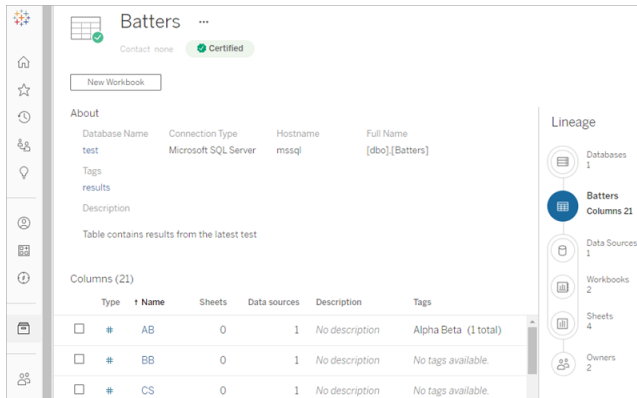 Batters ...
Contact none Certified
New Workbook
About
Database Name Connection Type Hostname Full Name
test Microsoft SQL Server mssql [dbo].[Batters]
Tags
results
Description
Table contains results from the latest test
Columns (21)
Type ↑ Name Sheets Data sources Description Tags
# AB 0 1 No description Alpha Beta (1 total)
# BB 0 1 No description No tags available.
# CS 0 1 No description No tags available.
Lineage
Databases
1
Batters
Columns 21
Data Sources
1
Workbooks
2
Sheets
4
Owners
2